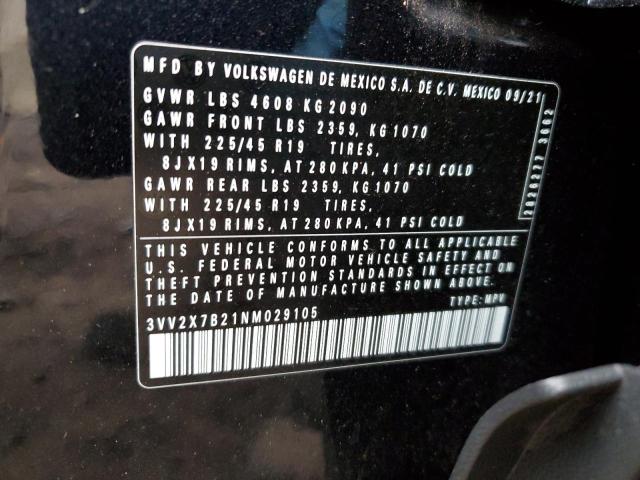 MFD BY VOLKSWAGEN DE MEXICO S.A. DE C.V. MEXICO 09/21
GVWR LBS 4608 KG 2090
GAWR FRONT LBS 2359, KG 1070
WITH 225/45 R19 TIRES,
8JX19 RIMS, AT 280 KPA, 41 PSI COLD
GAWR REAR LBS 2359, KG 1070
WITH 225/45 R19 TIRES,
8JX19 RIMS, AT 280 KPA, 41 PSI COLD
THIS VEHICLE CONFORMS TO ALL APPLICABLE
U.S. FEDERAL MOTOR VEHICLE SAFETY AND
THEFT PREVENTION STANDARDS IN EFFECT ON
THE DATE OF MANUFACTURE SHOWN ABOVE.
3VV2X7B21NM029105 TYPE: MPV
2020277 3002